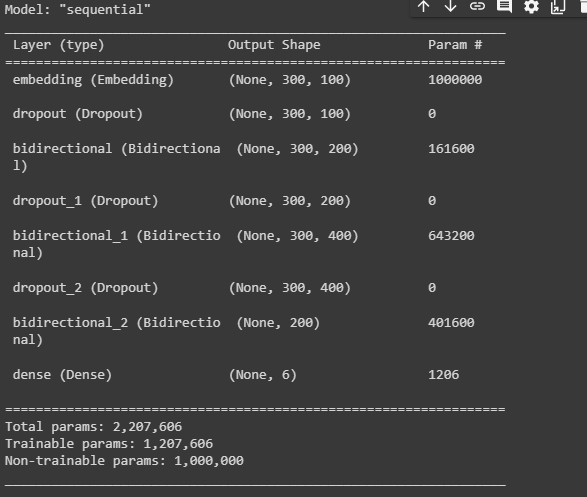 Model: "sequential"
_________________________________________________________________
Layer (type) Output Shape Param #
=================================================================
embedding (Embedding) (None, 300, 100) 1000000
dropout (Dropout) (None, 300, 100) 0
bidirectional (Bidirectiona (None, 300, 200) 161600
l)
dropout_1 (Dropout) (None, 300, 200) 0
bidirectional_1 (Bidirectio (None, 300, 400) 643200
nal)
dropout_2 (Dropout) (None, 300, 400) 0
bidirectional_2 (Bidirectio (None, 200) 401600
nal)
dense (Dense) (None, 6) 1206
=================================================================
Total params: 2,207,606
Trainable params: 1,207,606
Non-trainable params: 1,000,000
_________________________________________________________________